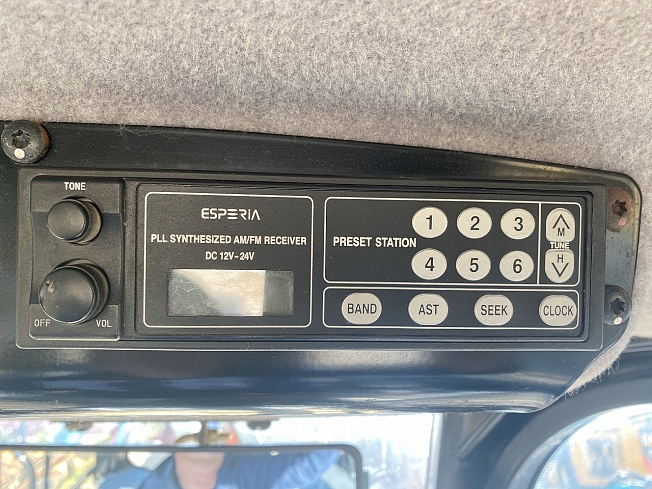 TONE
OFF VOL
ESPERIA
PLL SYNTHESIZED AM/FM RECEIVER
DC 12V-24V
PRESET STATION
1 2 3
4 5 6
M
TUNE
H
BAND AST SEEK CLOCK